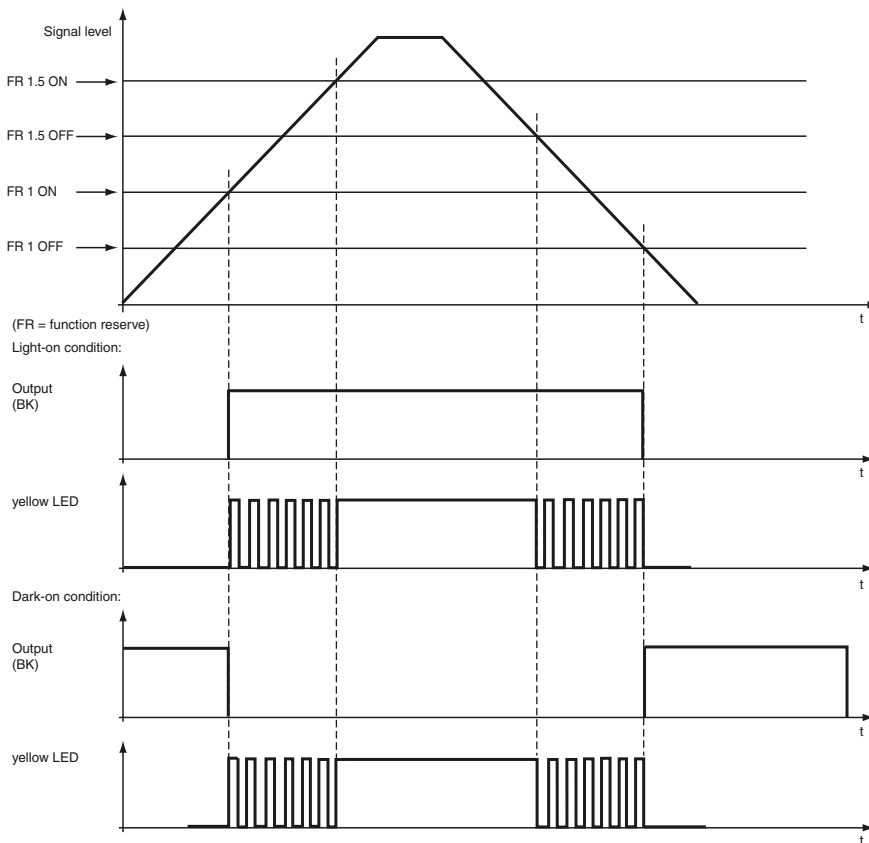 Signal level
FR 1.5 ON
FR 1.5 OFF
FR 1 ON
FR 1 OFF
t
(FR = function reserve)
Light-on condition:
Output
(BK)
t
yellow LED
t
Dark-on condition:
Output
(BK)
t
yellow LED
t